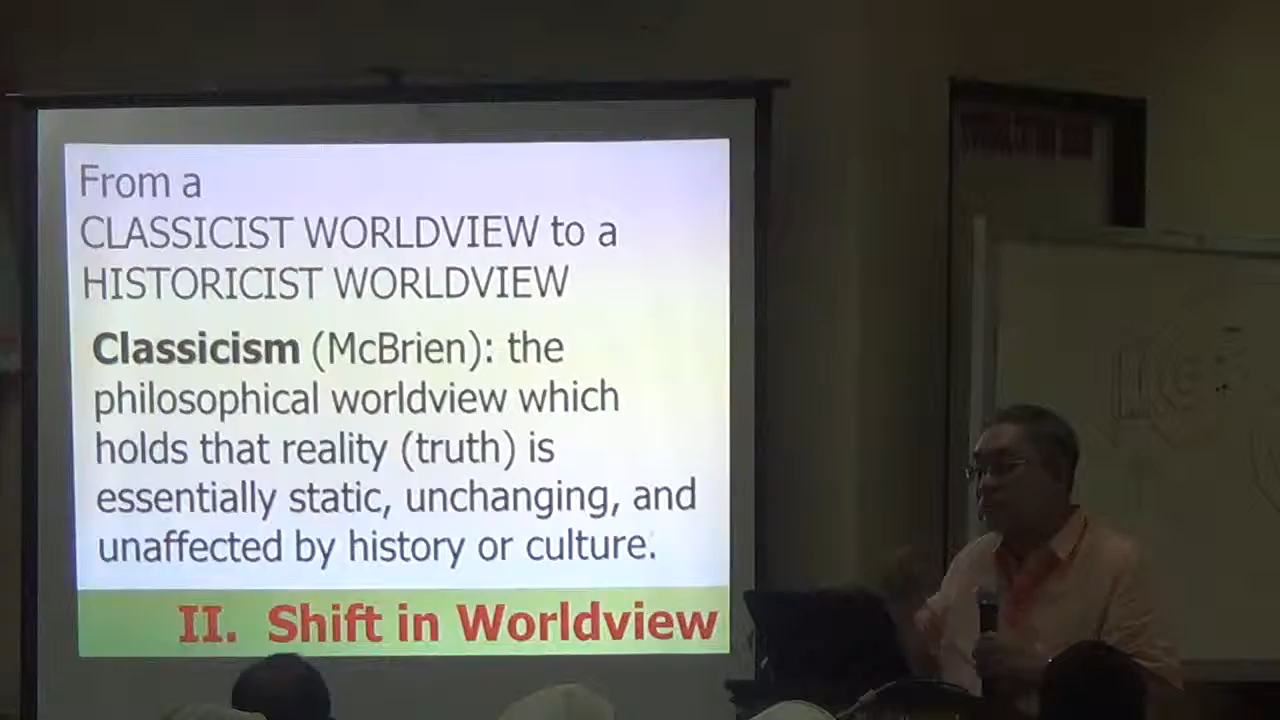 From a
CLASSICIST WORLDVIEW to a
HISTORICIST WORLDVIEW
Classicism (McBrien): the
philosophical worldview which
holds that reality (truth) is
essentially static, unchanging, and
unaffected by history or culture.
II. Shift in Worldview